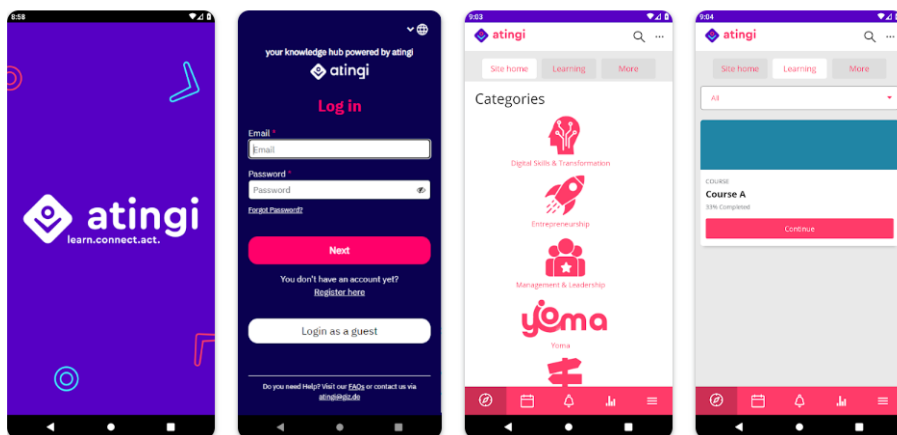 8:58
atingi
learn.connect.act.
your knowledge hub powered by atingi
atingi
Log in
Email *
Email
Password *
Password
Forgot Password?
Next
You don't have an account yet?
Register here
Login as a guest
Do you need Help? Visit our FAQs or contact us via
atingi@giz.de
9:03
atingi
Site home
Learning
More
Categories
Digital Skills & Transformation
Entrepreneurship
Management & Leadership
yoma
Yoma
9:04
atingi
Site home
Learning
More
All
COURSE
Course A
33% Completed
Continue